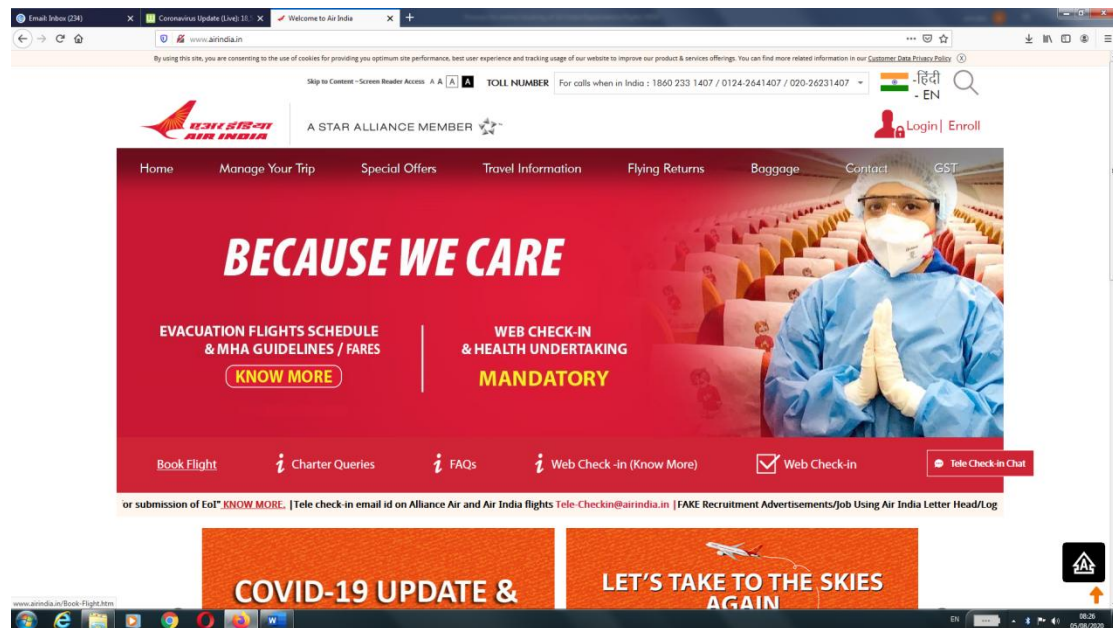 Email: Inbox (234)
Coronavirus Update (Live): 18,
Welcome to Air India
www.airindia.in
By using this site, you are consenting to the use of cookies for providing you optimum site performance, best user experience and tracking usage of our website to improve our product & services offerings. You can find more related information in our Customer Data Privacy Policy
Skip to Content - Screen Reader Access A A A A TOLL NUMBER For calls when in India : 1860 233 1407 / 0124-2641407 / 020-26231407
-हिंदी
- EN
एअर इंडिया
AIR INDIA
A STAR ALLIANCE MEMBER
Login| Enroll
Home Manage Your Trip Special Offers Travel Information Flying Returns Baggage Contact GST
BECAUSE WE CARE
EVACUATION FLIGHTS SCHEDULE
& MHA GUIDELINES / FARES
KNOW MORE
WEB CHECK-IN
& HEALTH UNDERTAKING
MANDATORY
Book Flight i Charter Queries i FAQs i Web Check -in (Know More) Web Check-in Tele Check-in Chat
or submission of EoI" KNOW MORE. |Tele check-in email id on Alliance Air and Air India flights Tele-Checkin@airindia.in |FAKE Recruitment Advertisements/Job Using Air India Letter Head/Log
COVID-19 UPDATE &
LET'S TAKE TO THE SKIES
AGAIN
www.airindia.in/Book-Flight.htm
EN
08:26
05/08/2020